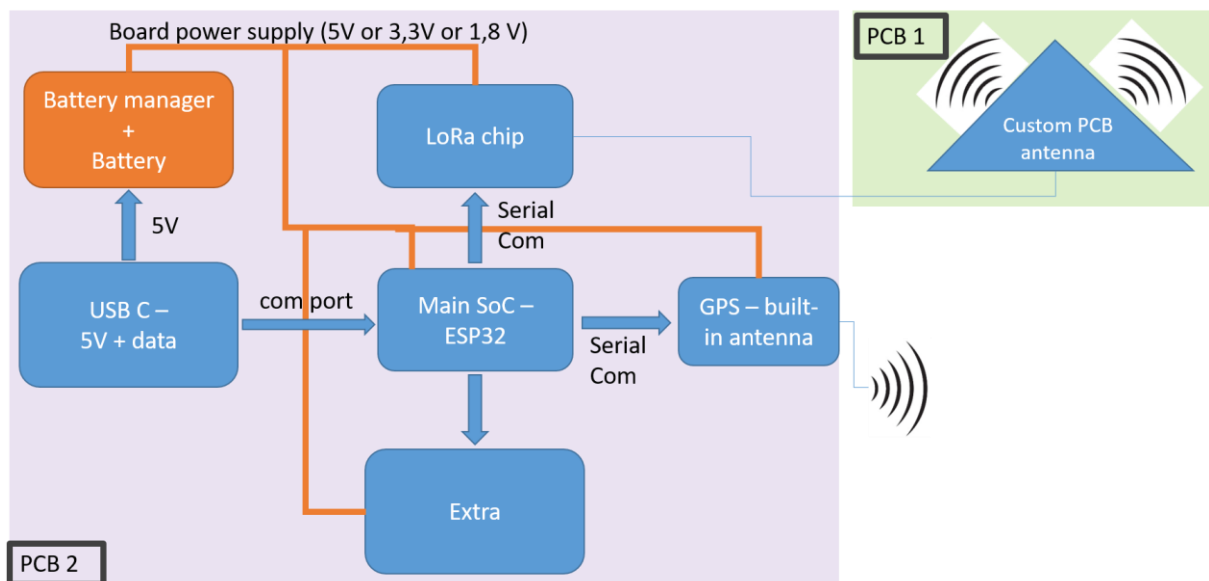 Board power supply (5V or 3,3V or 1,8 V)
PCB 1
Battery manager
+
Battery
LoRa chip
Custom PCB
antenna
5V
Serial
Com
USB C –
5V + data
com port
Main SoC –
ESP32
Serial
Com
GPS – built-
in antenna
Extra
PCB 2